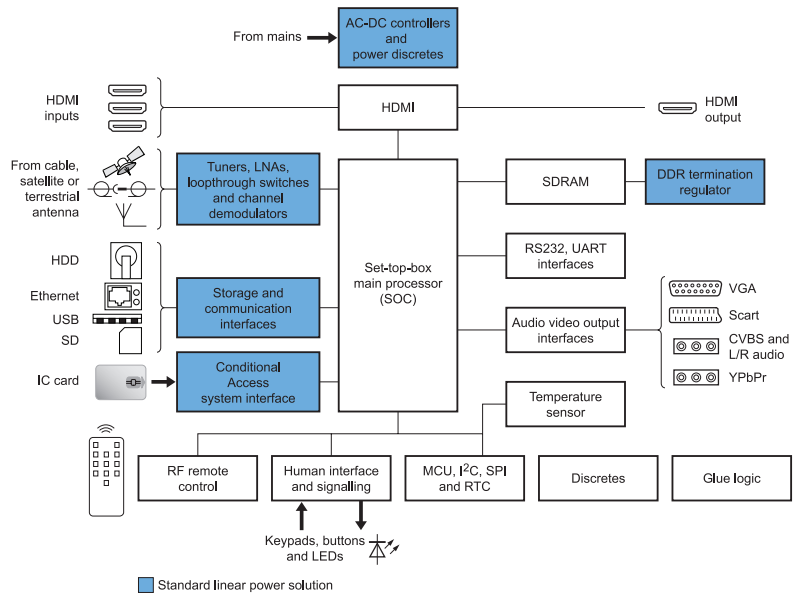 AC-DC controllers
and
power discretes
From mains
HDMI
inputs
HDMI
HDMI
output
From cable,
satellite or
terrestrial
antenna
Tuners, LNAs,
loopthrough switches
and channel
demodulators
SDRAM
DDR termination
regulator
HDD
Ethernet
USB
SD
Storage and
communication
interfaces
Set-top-box
main processor
(SOC)
RS232, UART
interfaces
Audio video output
interfaces
VGA
Scart
CVBS and
L/R audio
YPbPr
IC card
Conditional
Access
system interface
Temperature
sensor
RF remote
control
Human interface
and signalling
MCU, I²C, SPI
and RTC
Discretes
Glue logic
Keypads, buttons
and LEDs
Standard linear power solution